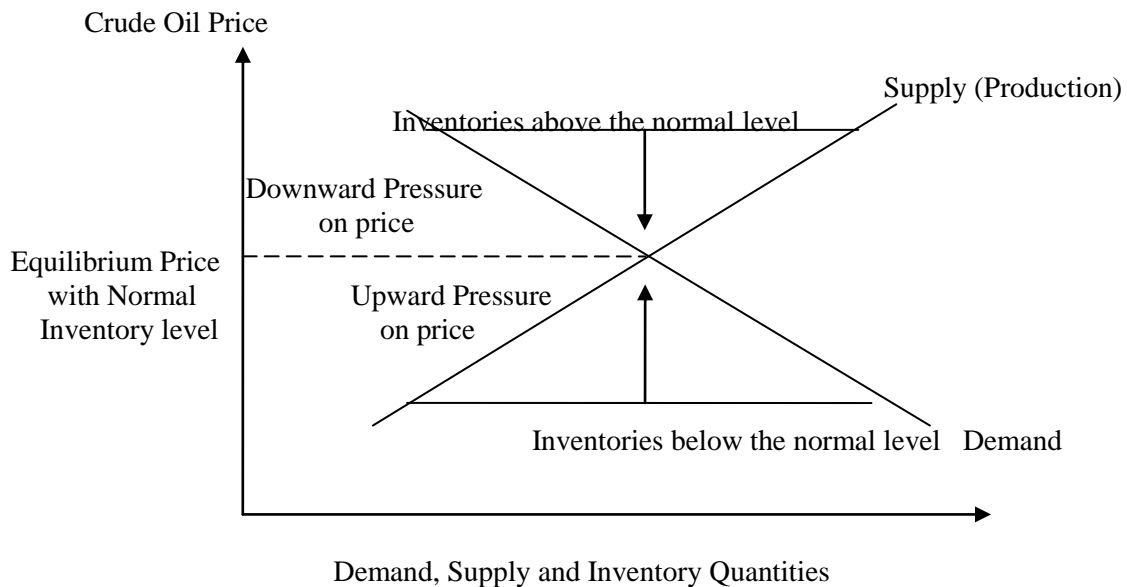 Crude Oil Price
Supply (Production)
Inventories above the normal level
Downward Pressure
on price
Equilibrium Price
with Normal
Inventory level
Upward Pressure
on price
Inventories below the normal level
Demand
Demand, Supply and Inventory Quantities